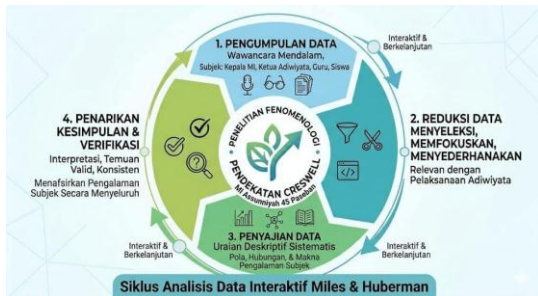 1. PENGUMPULAN DATA
Wawancara Mendalam,
Subjek: Kepala MI, Ketua Adiwiyata, Guru, Siswa
Interaktif &
Berkelanjutan
2. REDUKSI DATA
MENYELEKSI,
MEMFOKUSKAN,
MENYEDERHANAKAN
Relevan dengan
Pelaksanaan Adiwiyata
Interaktif &
Berkelanjutan
3. PENYAJIAN DATA
Uraian Deskriptif Sistematis
Pola, Hubungan, & Makna
Pengalaman Subjek
Interaktif &
Berkelanjutan
4. PENARIKAN
KESIMPULAN &
VERIFIKASI
Interpretasi, Temuan
Valid, Konsisten
Menafsirkan Pengalaman
Subjek Secara Menyeluruh
PENELITIAN FENOMENOLOGI
PENDEKATAN CRESWELL
MI Assunniyah 45 Paseban
Siklus Analisis Data Interaktif Miles & Huberman